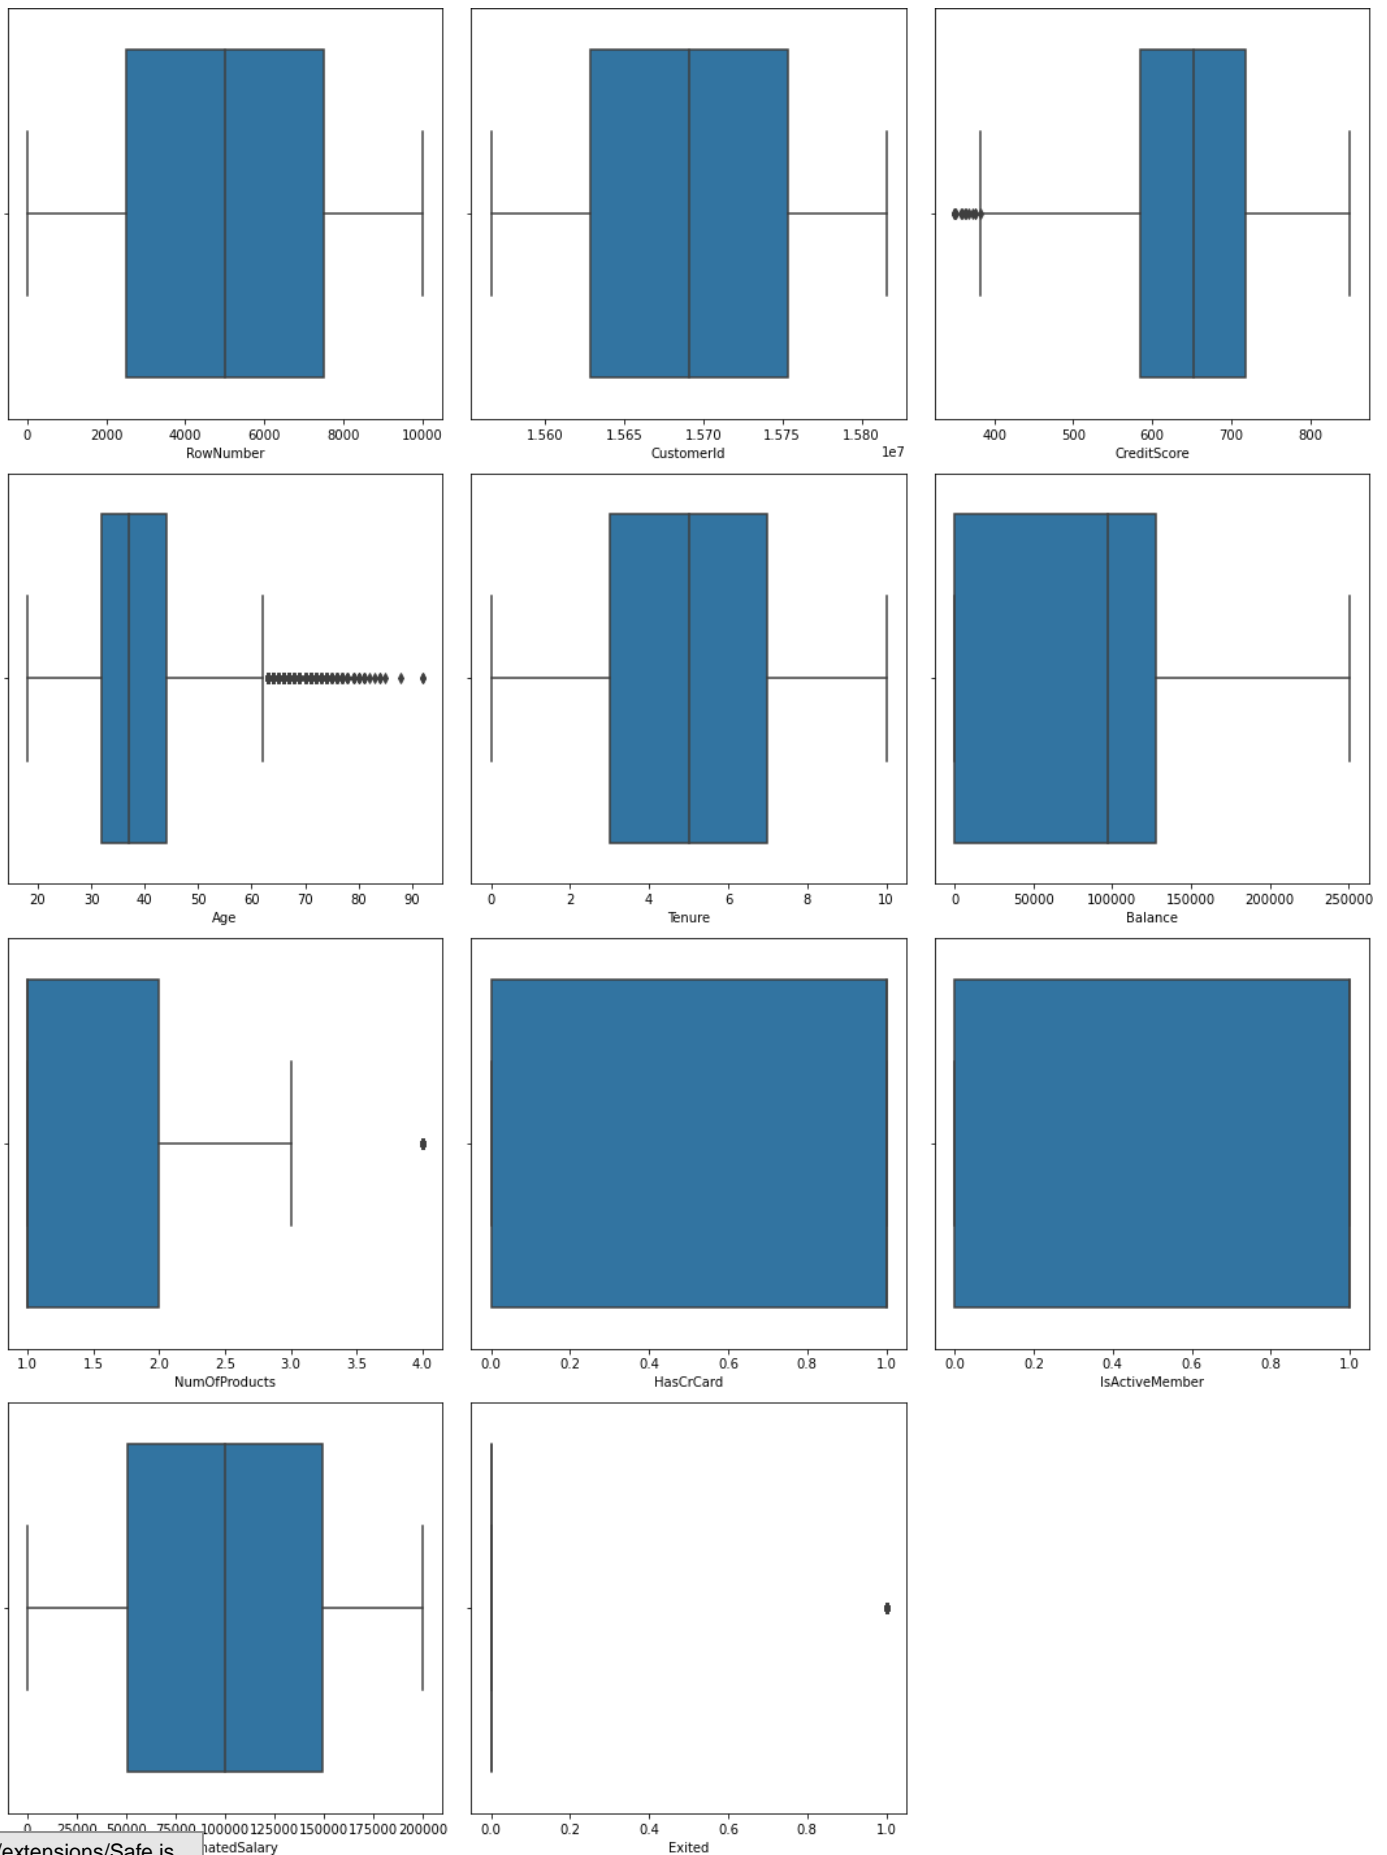 0 2000 4000 6000 8000 10000
RowNumber
1.560 1.565 1.570 1.575 1.580
1e7
CustomerId
400 500 600 700 800
CreditScore
20 30 40 50 60 70 80 90
Age
0 2 4 6 8 10
Tenure
0 50000 100000 150000 200000 250000
Balance
1.0 1.5 2.0 2.5 3.0 3.5 4.0
NumOfProducts
0.0 0.2 0.4 0.6 0.8 1.0
HasCrCard
0.0 0.2 0.4 0.6 0.8 1.0
IsActiveMember
0 25000 50000 75000 100000 125000 150000 175000 200000
natedSalary
0.0 0.2 0.4 0.6 0.8 1.0
Exited
/extensions/Safe.js